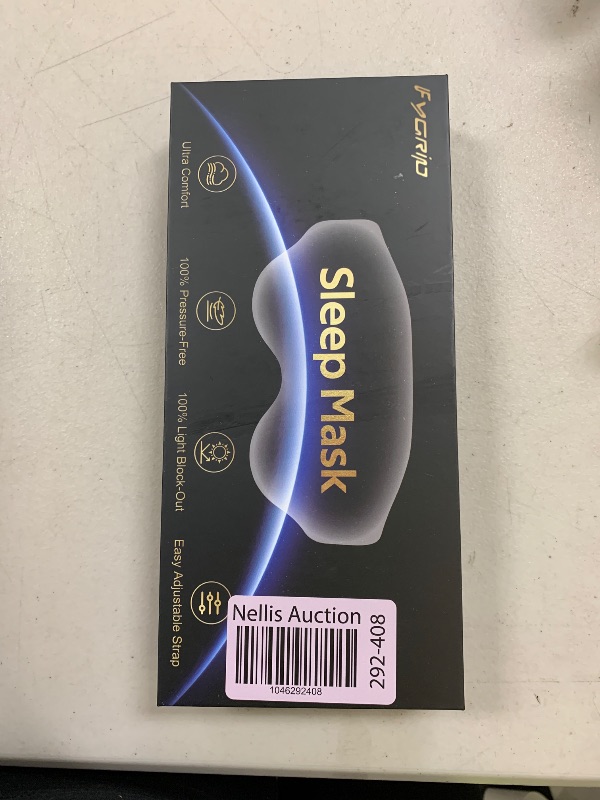 FYGRIP
Sleep Mask
Ultra Comfort
100% Pressure-Free
100% Light Block-Out
Easy Adjustable Strap
Nellis Auction
1046292408
292-408